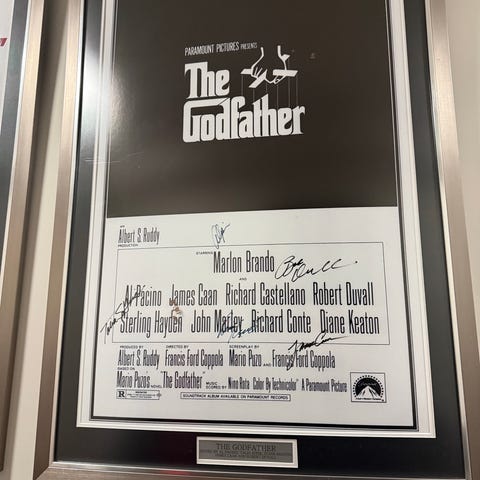 PARAMOUNT PICTURES PRESENTS
The
Godfather
AN
Albert S. Ruddy
PRODUCTION
STARRING
Marlon Brando
AND
Al Pacino James Caan Richard Castellano Robert Duvall
Sterling Hayden John Marley Richard Conte Diane Keaton
PRODUCED BY DIRECTED BY SCREENPLAY BY
Albert S. Ruddy Francis Ford Coppola Mario Puzo AND Francis Ford Coppola
BASED ON
Mario Puzo's NOVEL "The Godfather" MUSIC SCORED BY Nino Rota Color By Technicolor A Paramount Picture
R RESTRICTED
SOUNDTRACK ALBUM AVAILABLE ON PARAMOUNT RECORDS
Paramount
THE GODFATHER